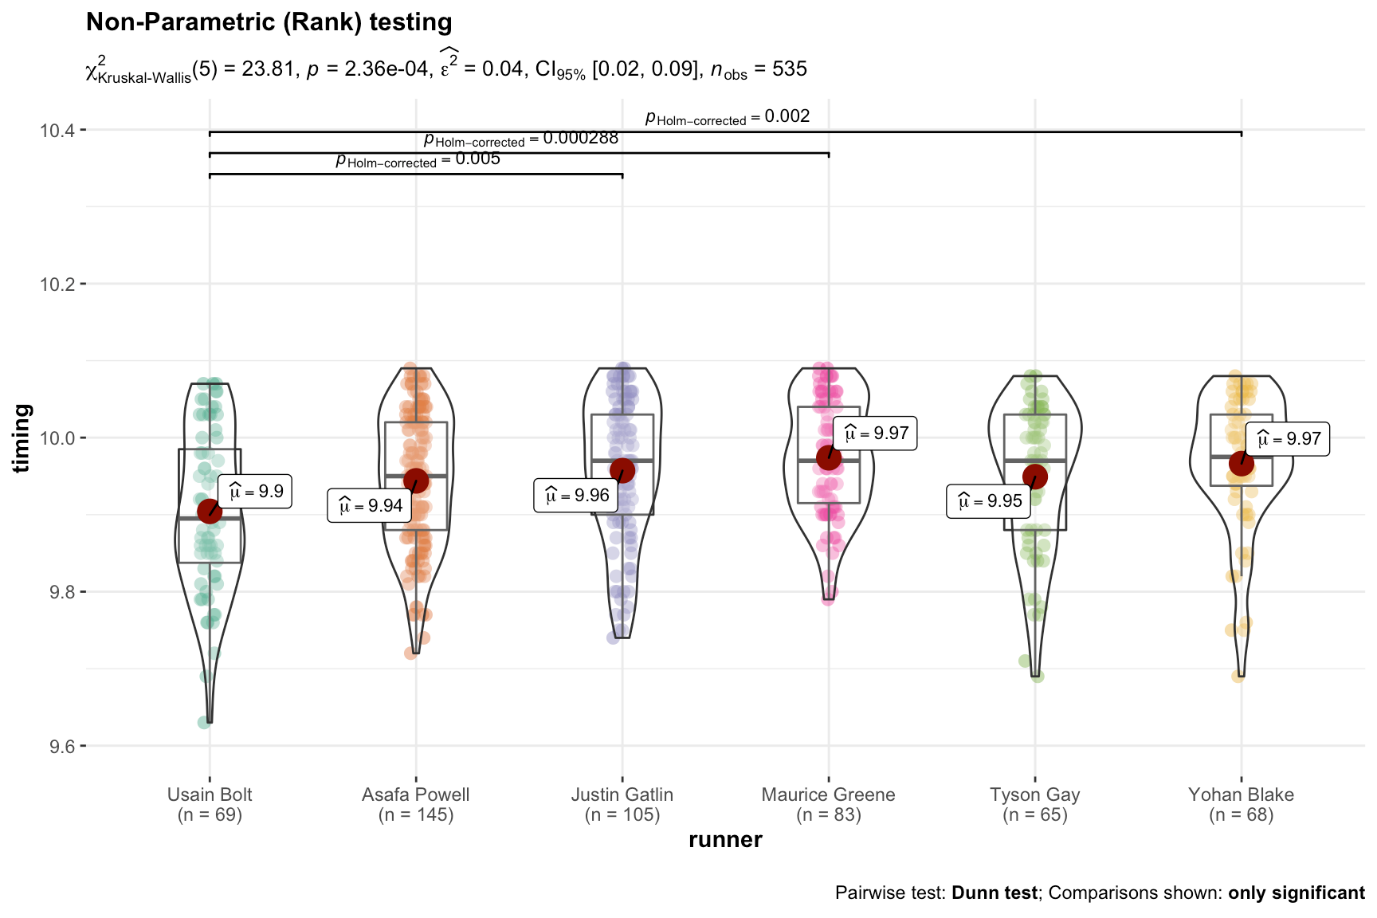 Non-Parametric (Rank) testing
χ²Kruskal-Wallis(5) = 23.81, p = 2.36e-04, ε̂² = 0.04, CI95% [0.02, 0.09], nobs = 535
pHolm−corrected = 0.002
pHolm−corrected = 0.000288
pHolm−corrected = 0.005
10.4
10.2
10.0
9.8
9.6
timing
μ̂ = 9.9
μ̂ = 9.94
μ̂ = 9.96
μ̂ = 9.97
μ̂ = 9.95
μ̂ = 9.97
Usain Bolt
(n = 69)
Asafa Powell
(n = 145)
Justin Gatlin
(n = 105)
Maurice Greene
(n = 83)
Tyson Gay
(n = 65)
Yohan Blake
(n = 68)
runner
Pairwise test: Dunn test; Comparisons shown: only significant